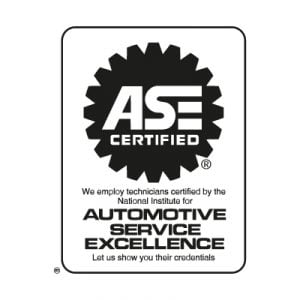 ASE
CERTIFIED
®
We employ technicians certified by the
National Institute for
AUTOMOTIVE
SERVICE
EXCELLENCE
Let us show you their credentials
®